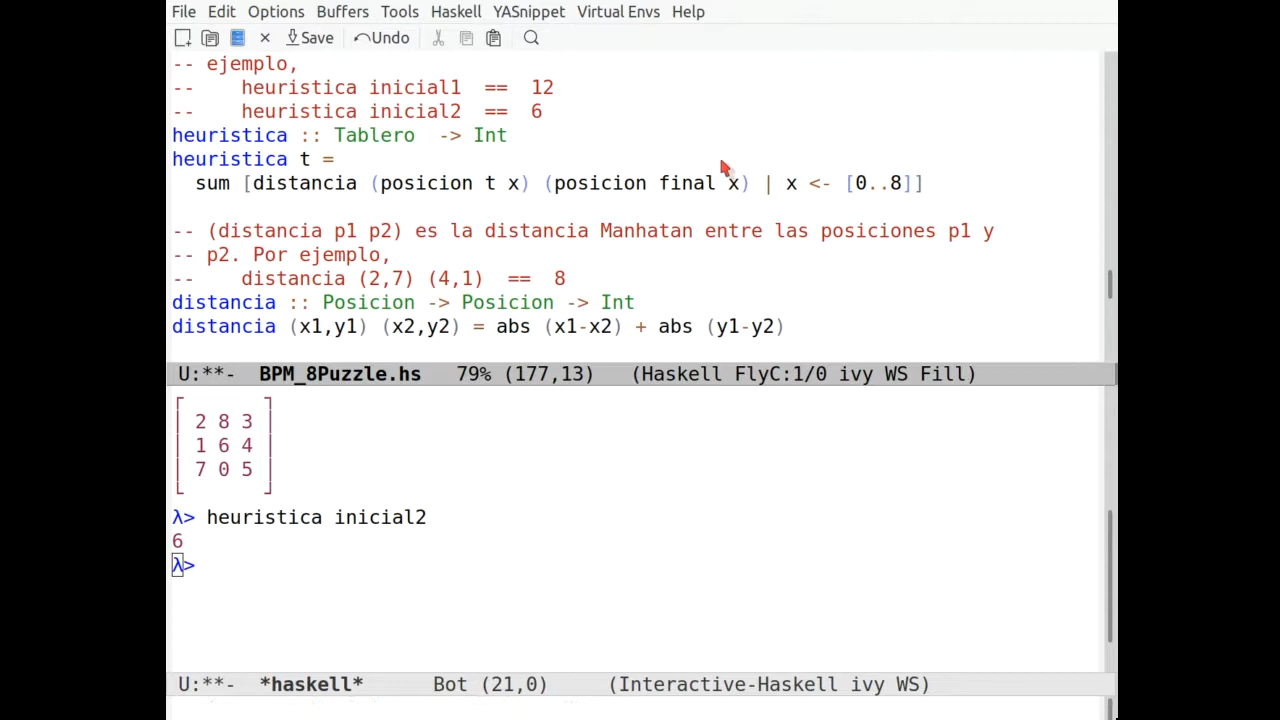 File Edit Options Buffers Tools Haskell YASnippet Virtual Envs Help
Save Undo
-- ejemplo,
--    heuristica inicial1  ==  12
--    heuristica inicial2  ==  6
heuristica :: Tablero  -> Int
heuristica t =
  sum [distancia (posicion t x) (posicion final x) | x <- [0..8]]
-- (distancia p1 p2) es la distancia Manhatan entre las posiciones p1 y
-- p2. Por ejemplo,
--    distancia (2,7) (4,1)  ==  8
distancia :: Posicion -> Posicion -> Int
distancia (x1,y1) (x2,y2) = abs (x1-x2) + abs (y1-y2)
U:**-  BPM_8Puzzle.hs   79% (177,13)   (Haskell FlyC:1/0 ivy WS Fill)
2 8 3
1 6 4
7 0 5
λ> heuristica inicial2
6
λ>
U:**-  *haskell*      Bot (21,0)     (Interactive-Haskell ivy WS)